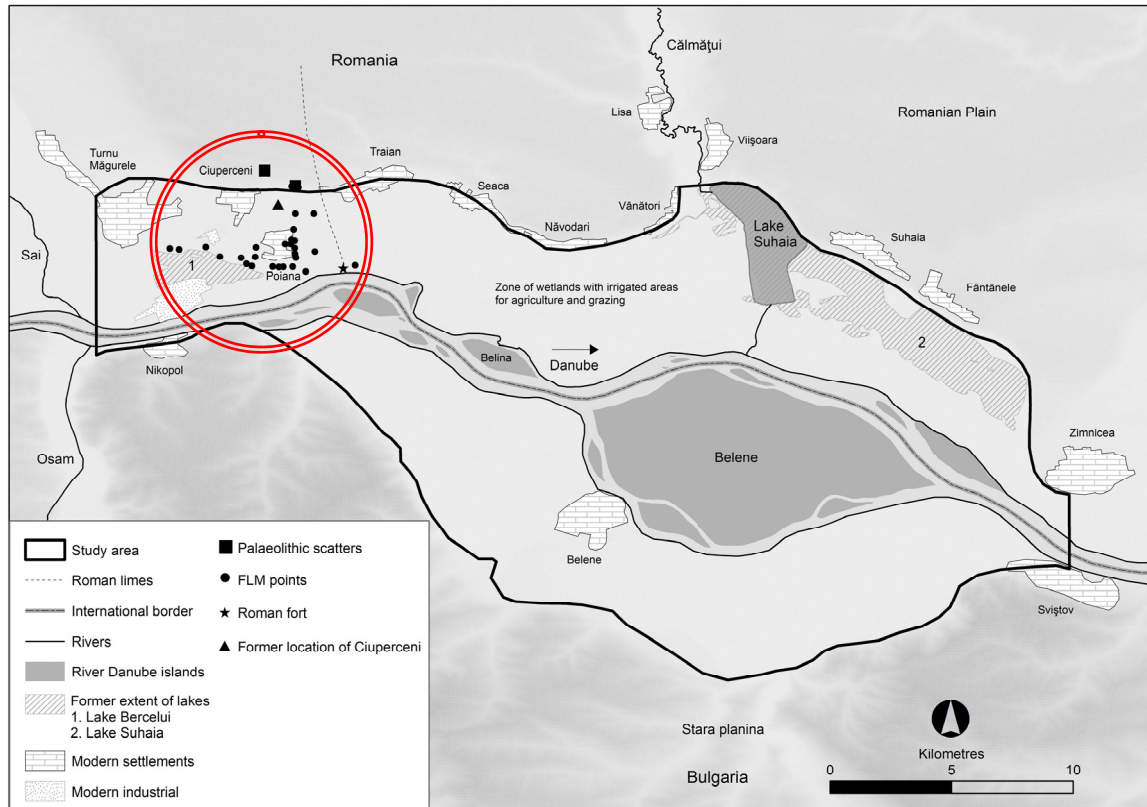 Romania
Călmăţui
Lisa
Viişoara
Romanian Plain
Turnu
Măgurele
Ciuperceni
Traian
Seaca
Vânători
Năvodari
Lake
Suhaia
Suhaia
Fântânele
Sai
1
Poiana
Zone of wetlands with irrigated areas
for agriculture and grazing
2
Nikopol
Belina
Danube
Zimnicea
Osam
Belene
Belene
Sviştov
Study area
Roman limes
International border
Rivers
River Danube islands
Former extent of lakes
1. Lake Bercelui
2. Lake Suhaia
Modern settlements
Modern industrial
Palaeolithic scatters
FLM points
Roman fort
Former location of Ciuperceni
Stara planina
Bulgaria
Kilometres
0 5 10